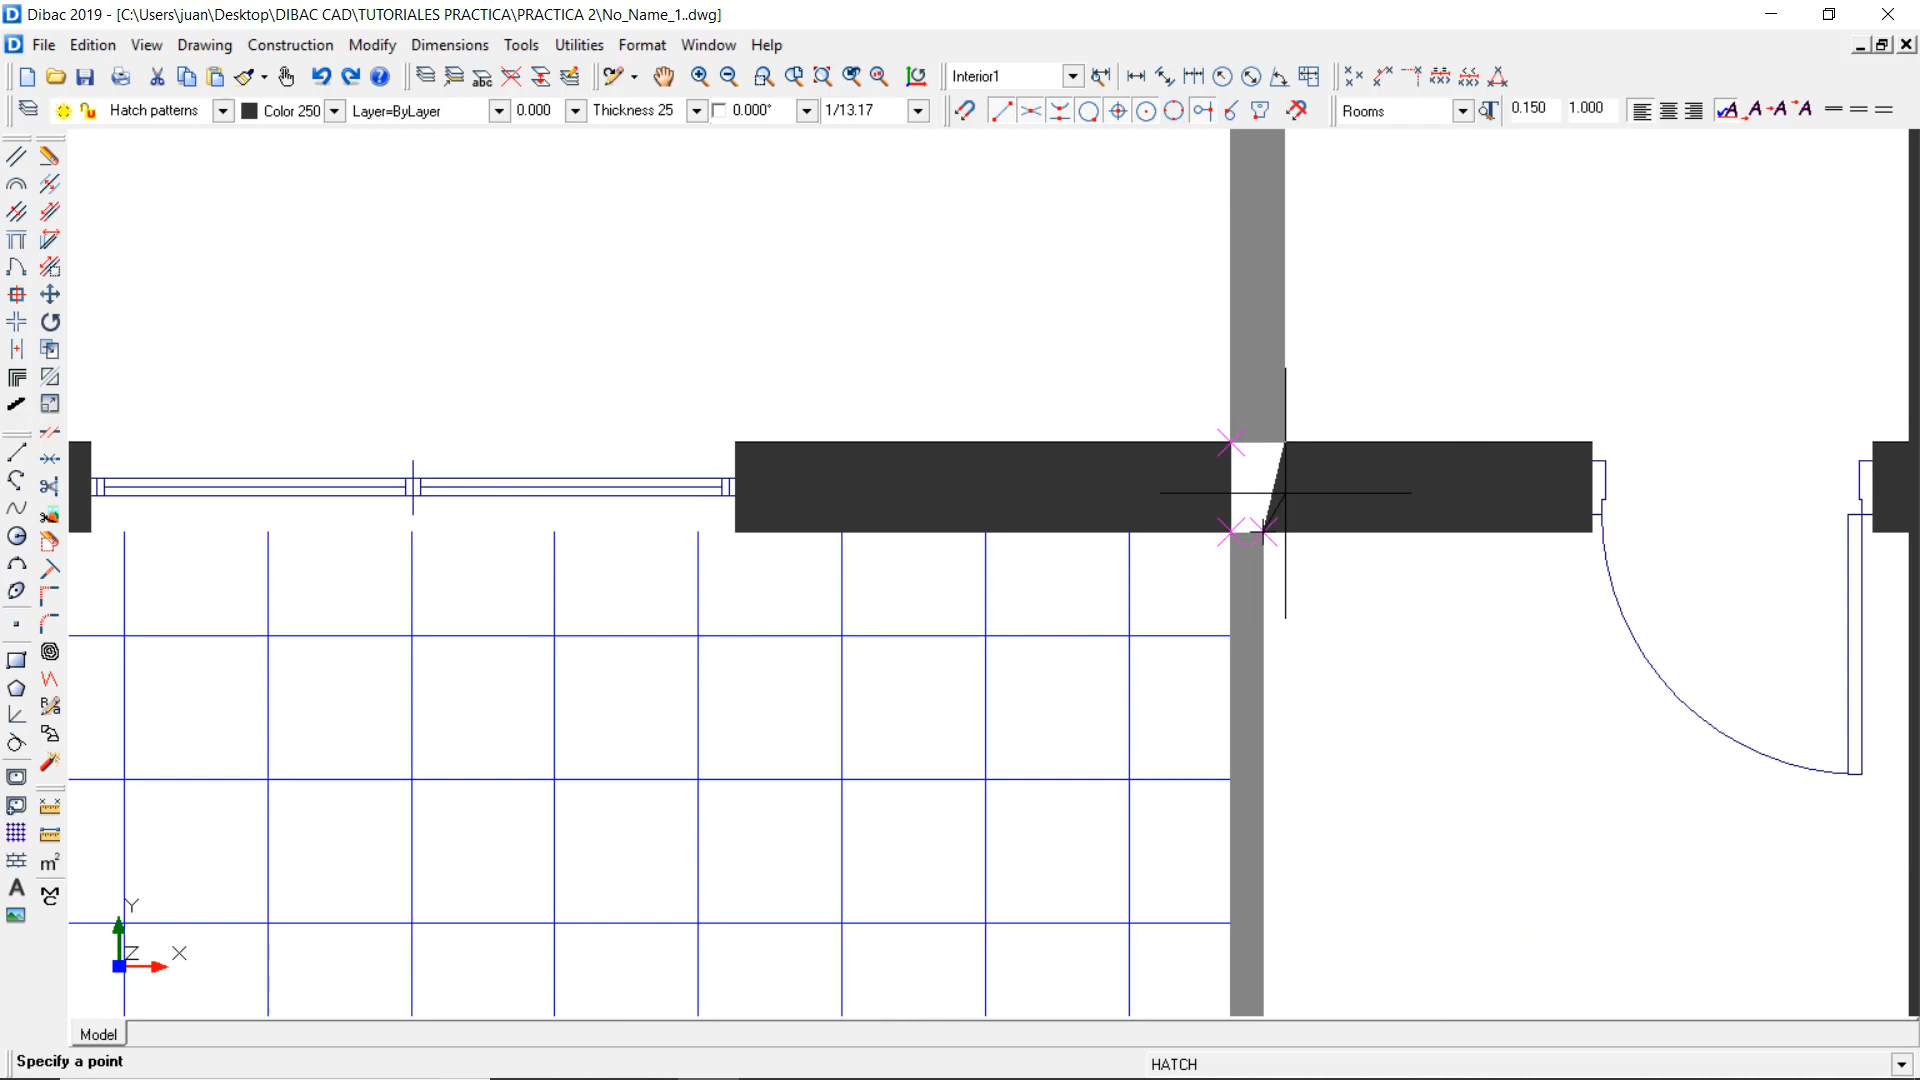 Dibac 2019 - [C:\Users\juan\Desktop\DIBAC CAD\TUTORIALES PRACTICA\PRACTICA 2\No_Name_1..dwg]
File Edition View Drawing Construction Modify Dimensions Tools Utilities Format Window Help
Interior1
Hatch patterns Color 250 Layer=ByLayer 0.000 Thickness 25 0.000° 1/13.17 Rooms 0.150 1.000
m²
A
Y
Z X
Model
Specify a point
HATCH